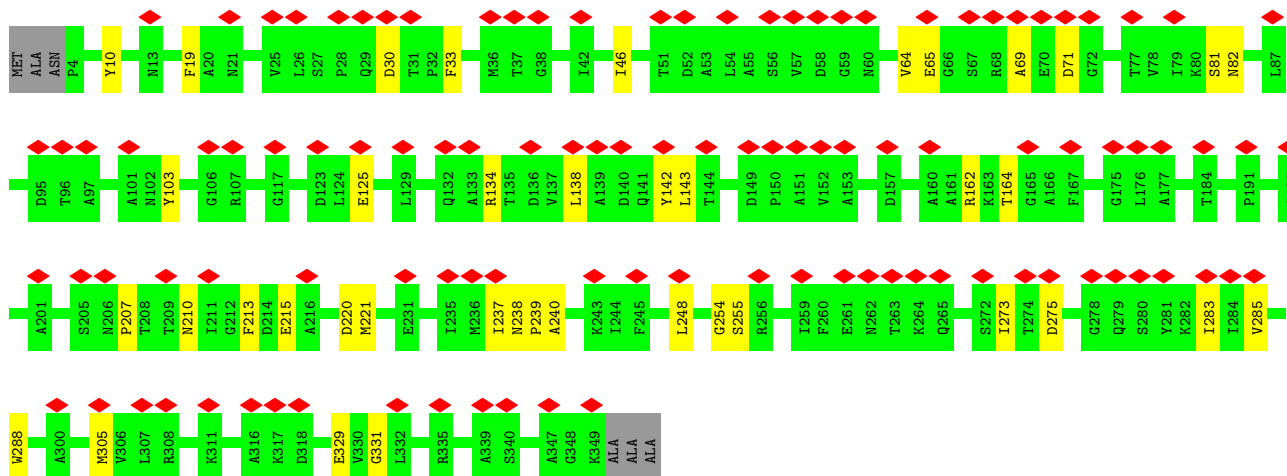 MET ALA ASN P4 Y10 N13 F19 A20 N21 V25 L26 S27 P28 Q29 D30 T31 P32 F33 M36 T37 G38 I42 I46 T51 D52 A53 L54 A55 S56 V57 D58 G59 N60 V64 E65 G66 S67 R68 A69 E70 D71 G72 T77 V78 I79 K80 S81 N82 L87
D95 T96 A97 A101 N102 Y103 G106 R107 G117 D123 L124 E125 L129 Q132 A133 R134 T135 D136 V137 L138 A139 D140 Q141 Y142 L143 T144 D149 P150 A151 V152 A153 D157 A160 A161 R162 K163 T164 G165 A166 F167 G175 L176 A177 T184 P191
A201 S205 N206 P207 T208 T209 N210 I211 G212 F213 D214 E215 A216 D220 M221 E231 I235 M236 I237 N238 P239 A240 K243 I244 F245 L248 G254 S255 R256 I259 F260 E261 N262 T263 K264 Q265 S272 I273 T274 D275 G278 Q279 S280 Y281 K282 I283 I284 V285
W288 A300 M305 V306 L307 R308 K311 A316 K317 D318 E329 V330 G331 L332 R335 A339 S340 A347 G348 K349 ALA ALA ALA